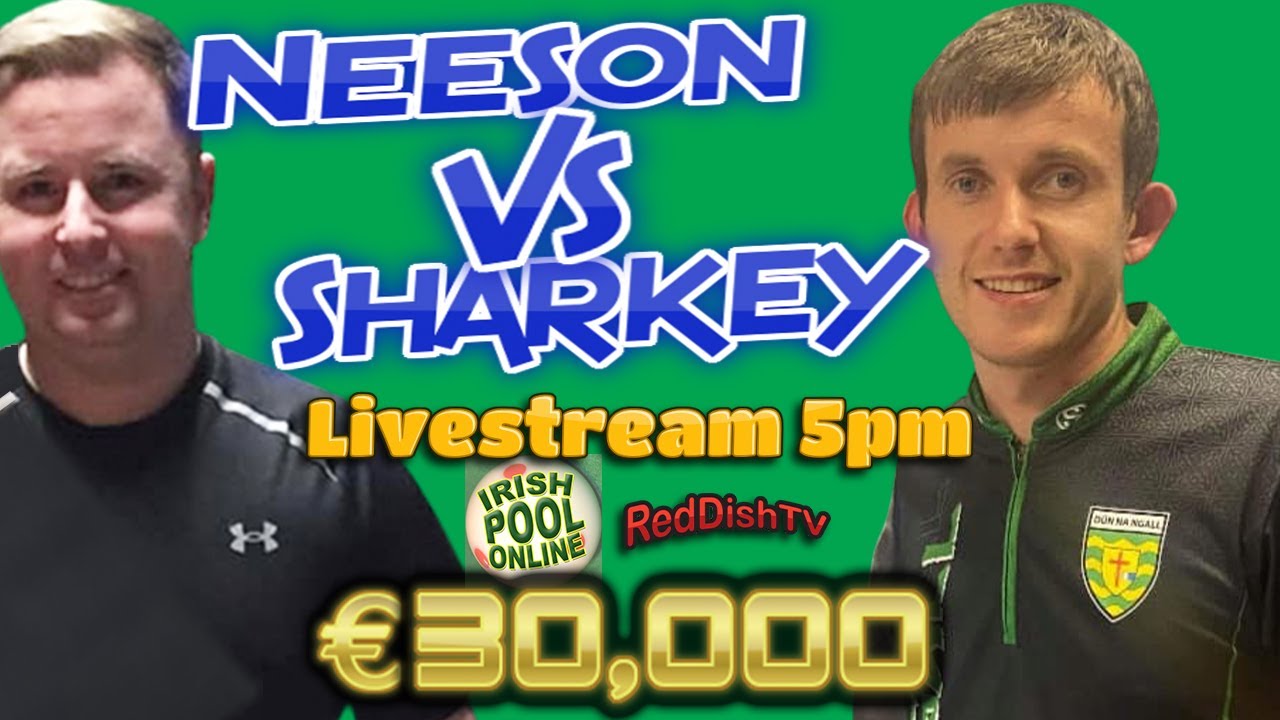 NEESON
VS
SHARKEY
Livestream 5pm
IRISH
POOL
ONLINE
RedDishTv
€30,000
DÚN NA NGALL